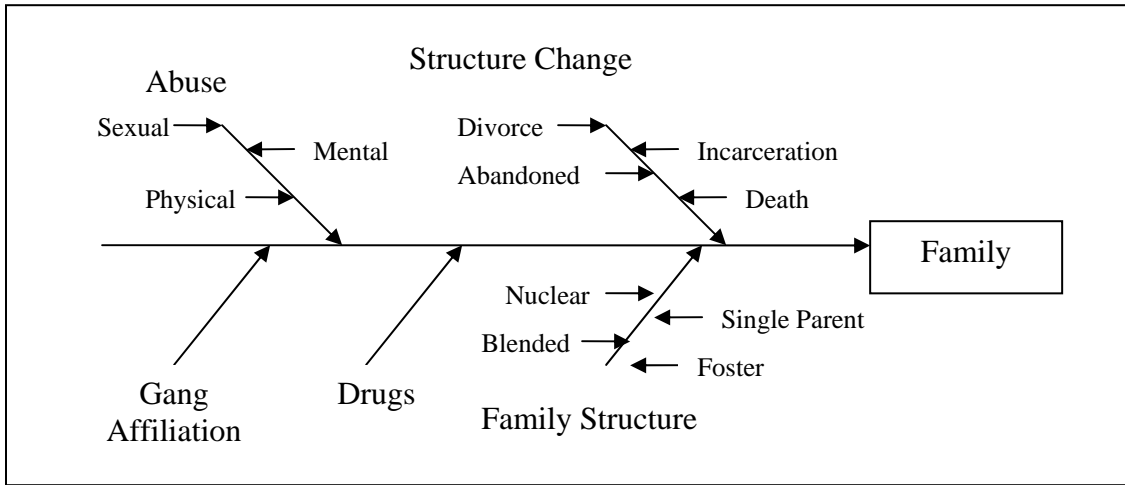 Structure Change
Abuse
Sexual
Divorce
Mental
Incarceration
Abandoned
Physical
Death
Family
Nuclear
Single Parent
Blended
Foster
Gang
Affiliation
Drugs
Family Structure